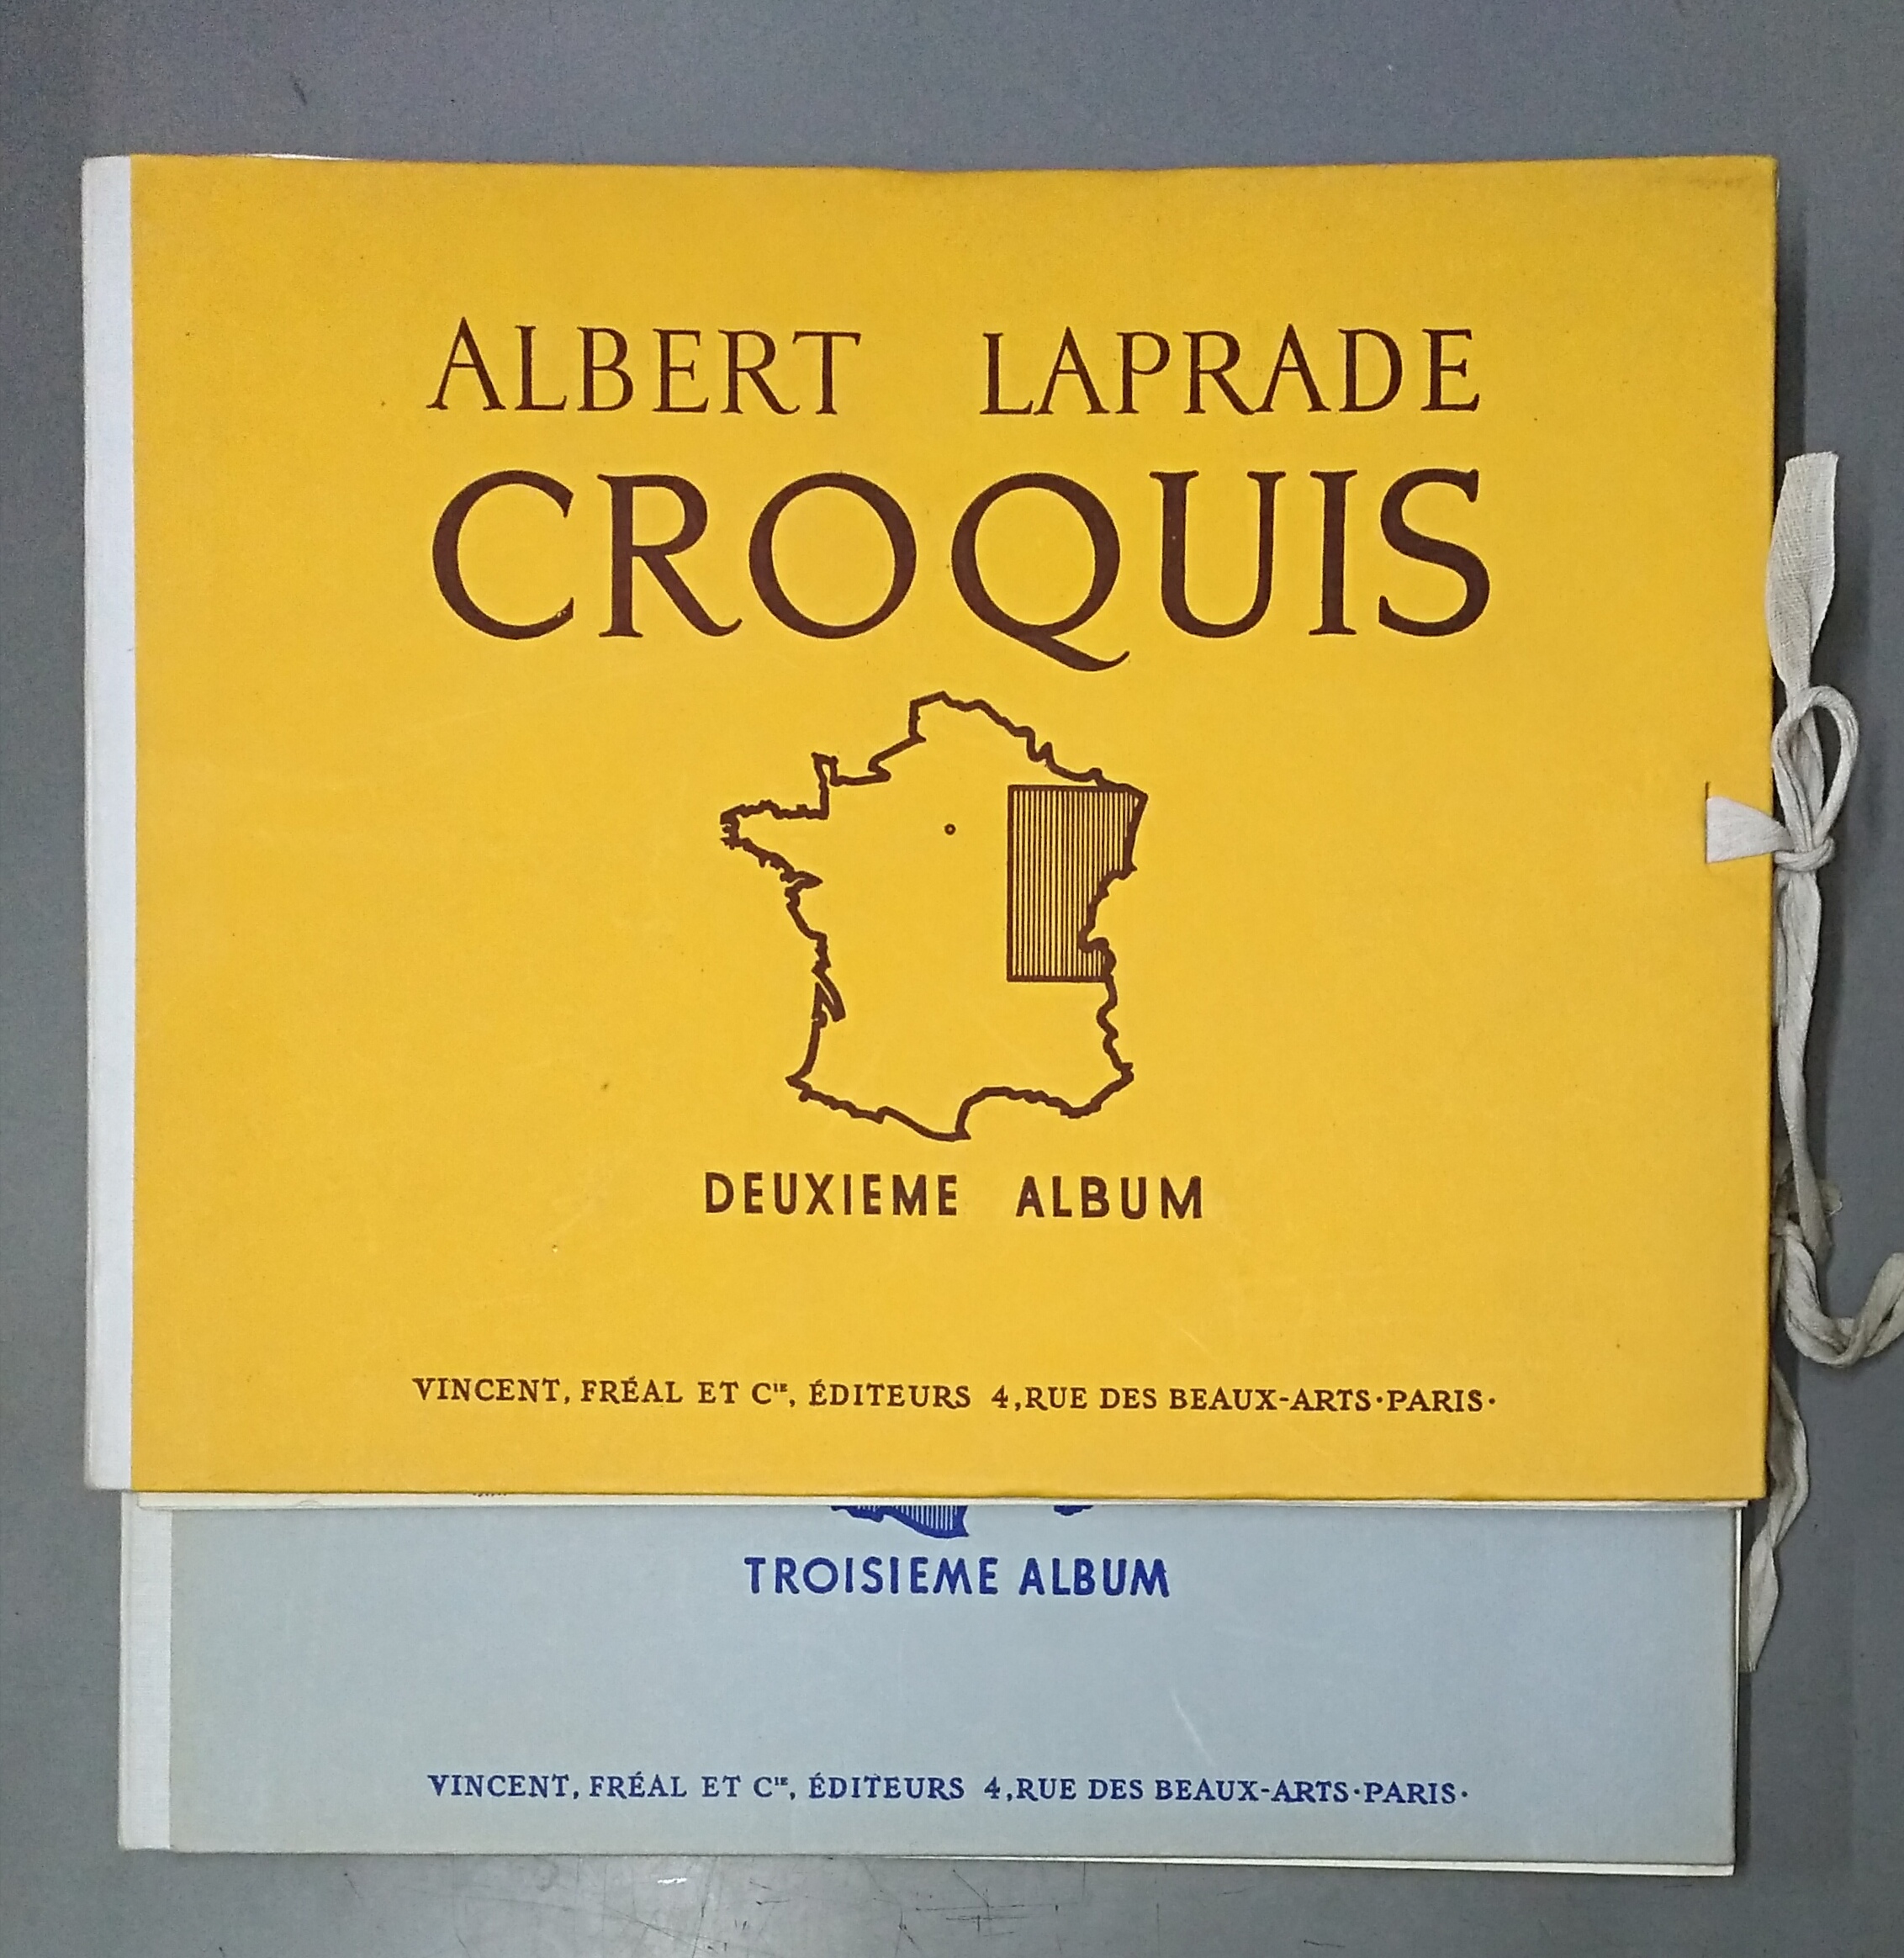 ALBERT LAPRADE
CROQUIS
DEUXIEME ALBUM
VINCENT, FRÉAL ET Cᴵᴱ, ÉDITEURS 4, RUE DES BEAUX-ARTS·PARIS·
TROISIEME ALBUM
VINCENT, FRÉAL ET Cᴵᴱ, ÉDITEURS 4, RUE DES BEAUX-ARTS·PARIS·